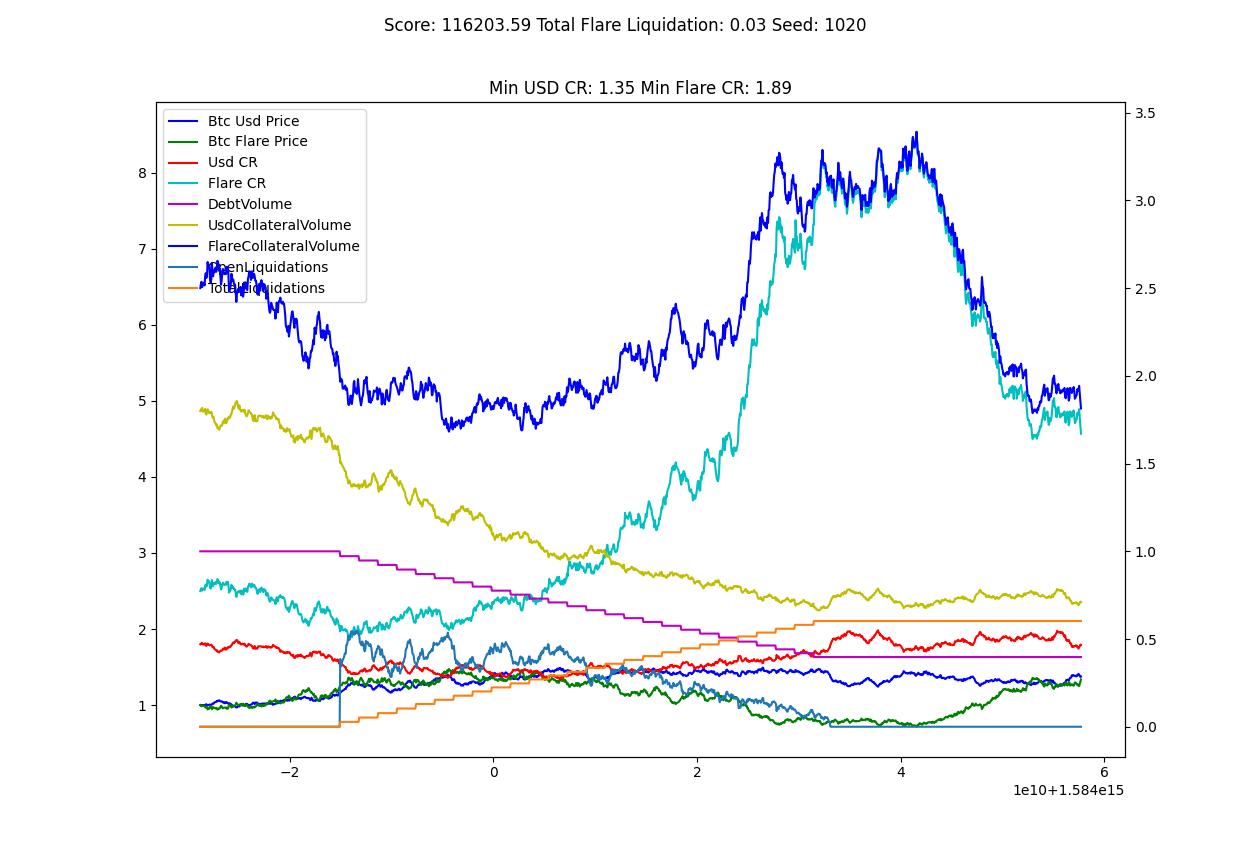 Score: 116203.59 Total Flare Liquidation: 0.03 Seed: 1020
Min USD CR: 1.35 Min Flare CR: 1.89
Btc Usd Price
Btc Flare Price
Usd CR
Flare CR
DebtVolume
UsdCollateralVolume
FlareCollateralVolume
OpenLiquidations
TotalLiquidations
8
7
6
5
4
3
2
1
3.5
3.0
2.5
2.0
1.5
1.0
0.5
0.0
−2
0
2
4
6
1e10+1.584e15